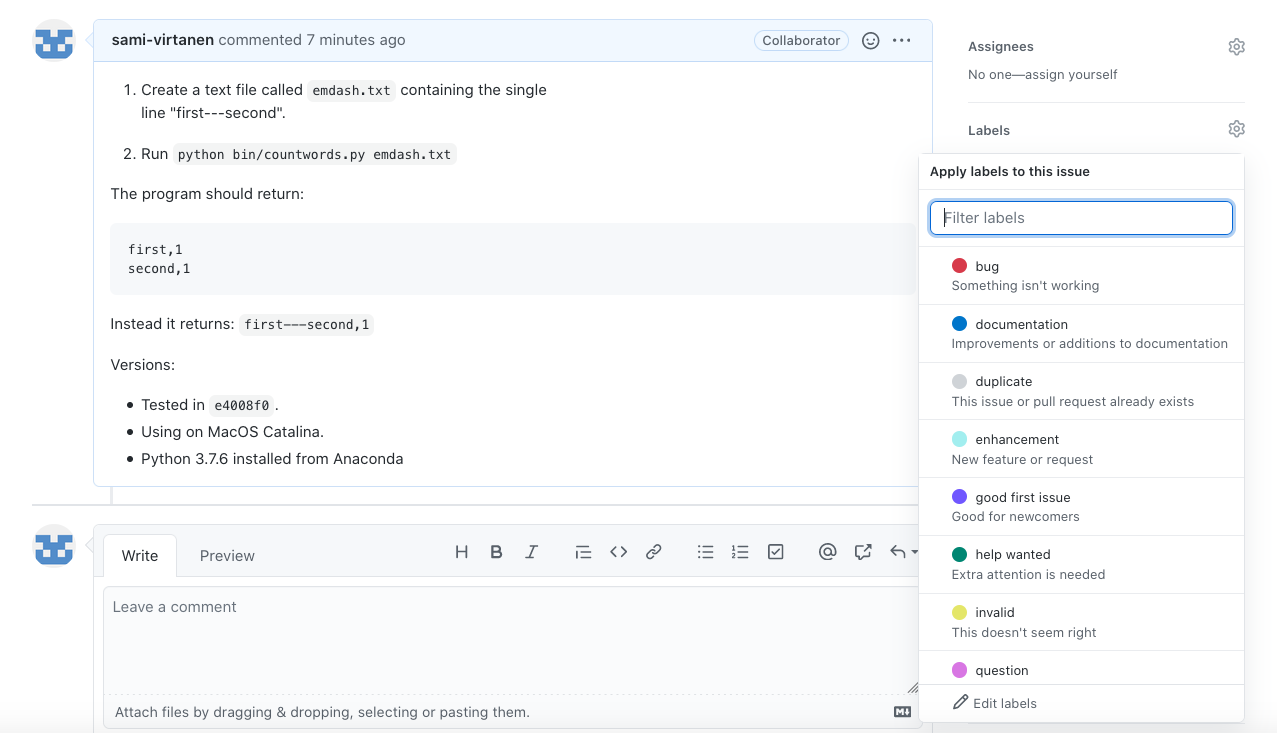 sami-virtanen commented 7 minutes ago
Collaborator
1. Create a text file called emdash.txt containing the single
line "first---second".
2. Run python bin/countwords.py emdash.txt
The program should return:
first,1
second,1
Instead it returns: first---second,1
Versions:
• Tested in e4008f0 .
• Using on MacOS Catalina.
• Python 3.7.6 installed from Anaconda
Write
Preview
H B I
Leave a comment
Attach files by dragging & dropping, selecting or pasting them.
Assignees
No one—assign yourself
Labels
Apply labels to this issue
Filter labels
bug
Something isn't working
documentation
Improvements or additions to documentation
duplicate
This issue or pull request already exists
enhancement
New feature or request
good first issue
Good for newcomers
help wanted
Extra attention is needed
invalid
This doesn't seem right
question
Edit labels